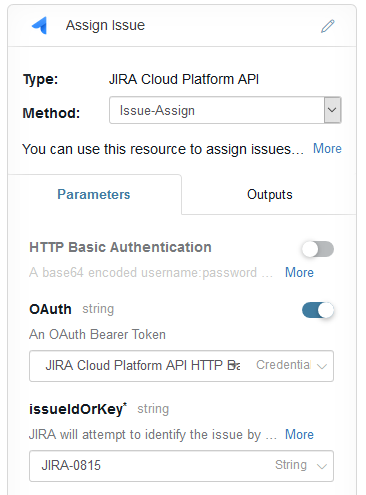 Assign Issue
Type: JIRA Cloud Platform API
Method: Issue-Assign
You can use this resource to assign issues... More
Parameters Outputs
HTTP Basic Authentication
A base64 encoded username:password ... More
OAuth string
An OAuth Bearer Token
JIRA Cloud Platform API HTTP Credential
issueIdOrKey* string
JIRA will attempt to identify the issue by ... More
JIRA-0815 String